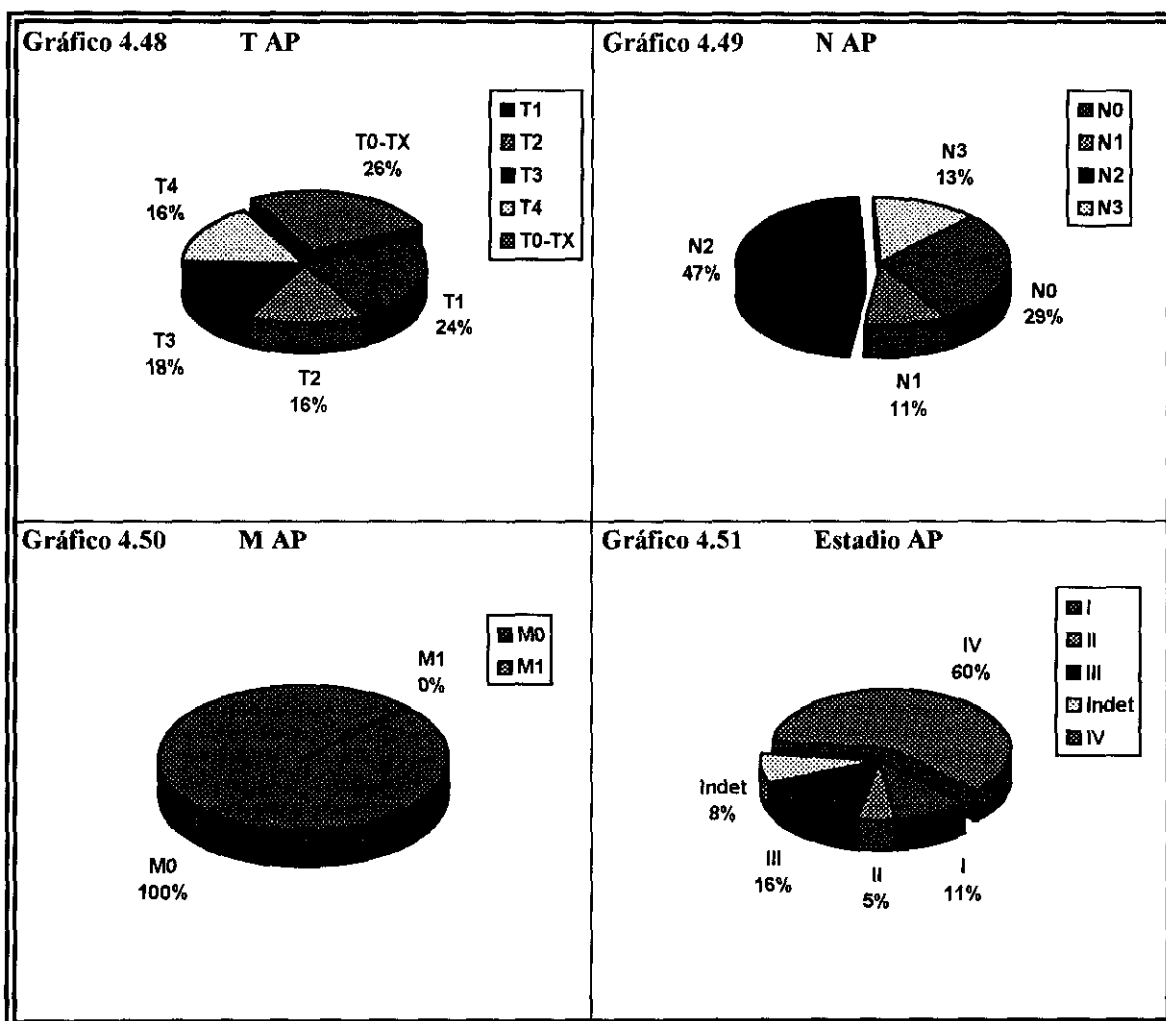 Gráfico 4.48 T AP
T1
T2
T3
T4
T0-TX
T0-TX
26%
T4
16%
T1
24%
T3
18%
T2
16%
Gráfico 4.49 N AP
N0
N1
N2
N3
N3
13%
N2
47%
N0
29%
N1
11%
Gráfico 4.50 M AP
M0
M1
M1
0%
M0
100%
Gráfico 4.51 Estadio AP
I
II
III
Indet
IV
IV
60%
Indet
8%
III
16%
II
5%
I
11%